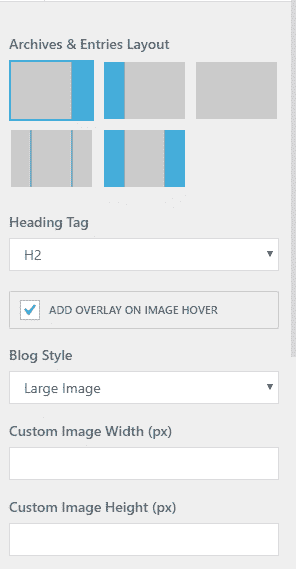 Archives & Entries Layout
Heading Tag
H2
ADD OVERLAY ON IMAGE HOVER
Blog Style
Large Image
Custom Image Width (px)
Custom Image Height (px)